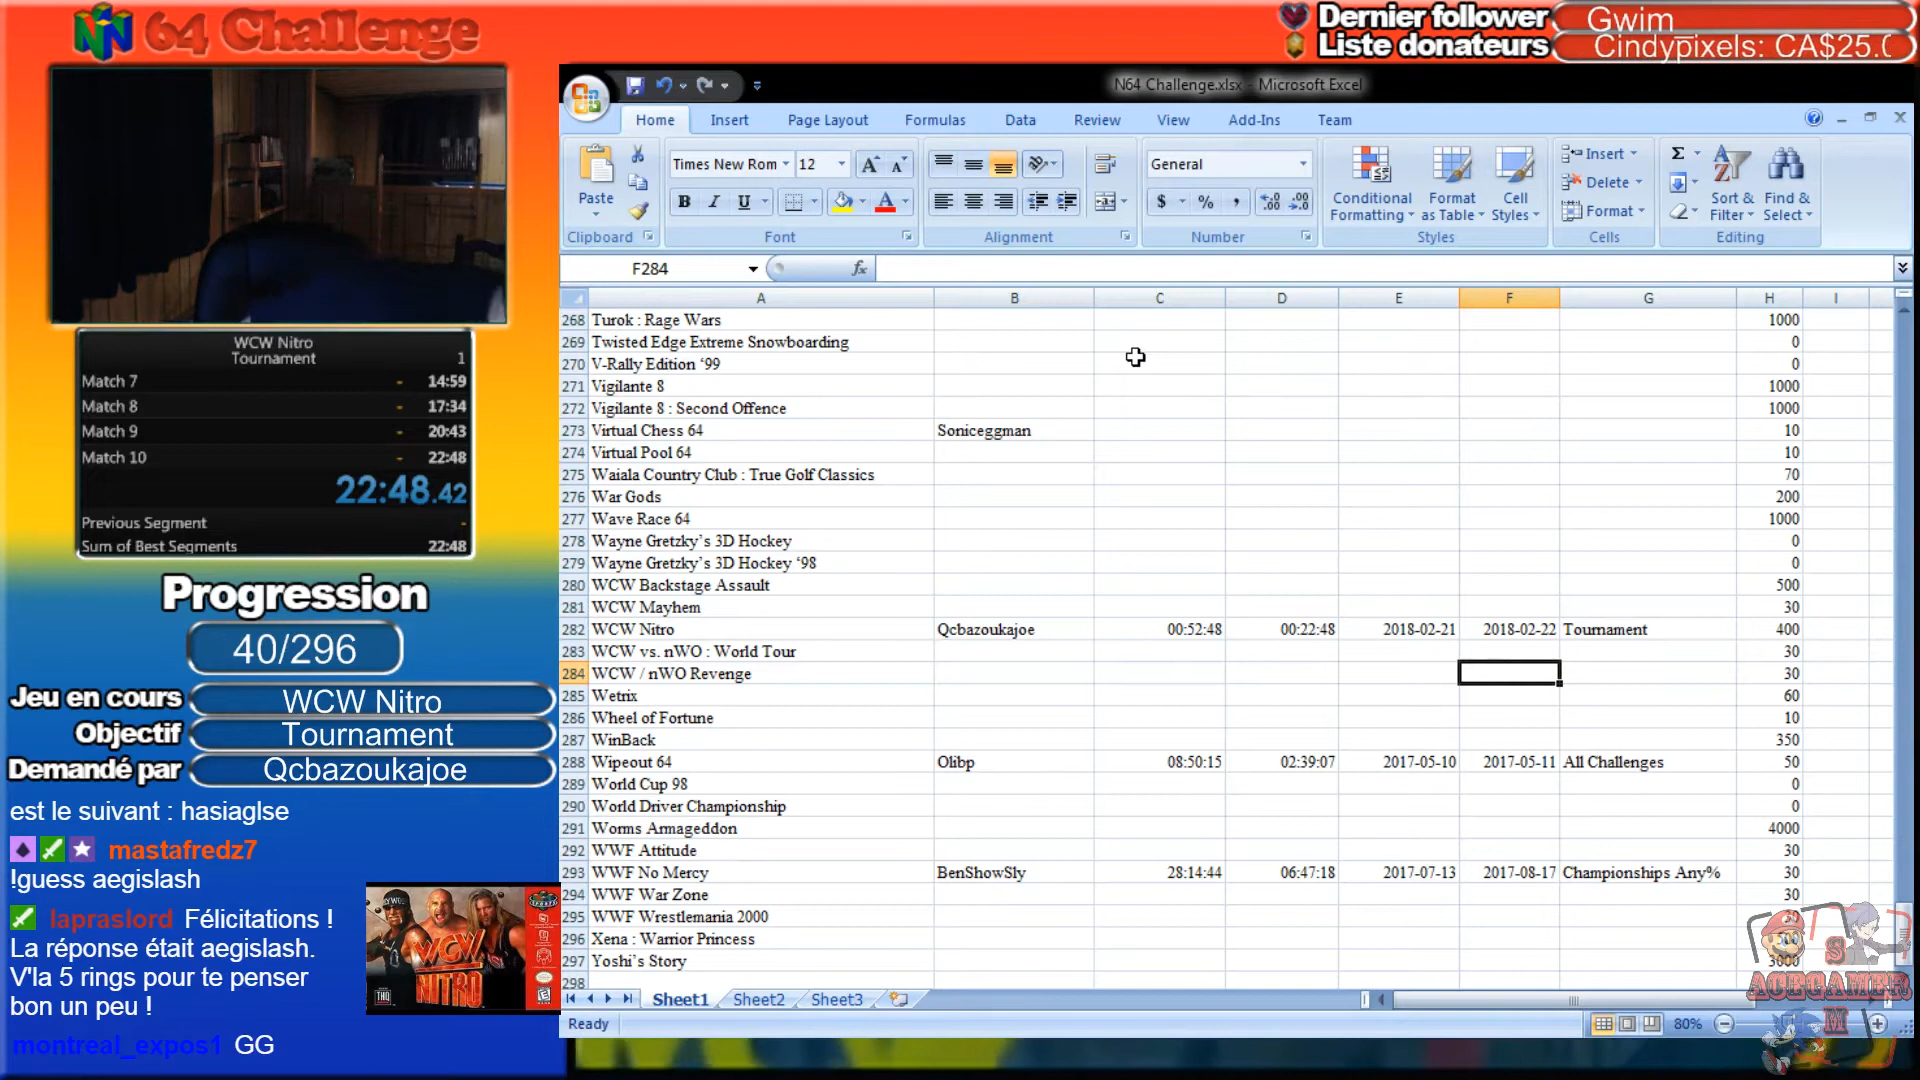 64 Challenge
Dernier follower
Gwim_
Liste donateurs
Cindypixels: CA$25.0
WCW Nitro
Tournament
1
Match 7 - 14:59
Match 8 - 17:34
Match 9 - 20:43
Match 10 - 22:48
22:48.42
Previous Segment -
Sum of Best Segments 22:48
Progression
40/296
Jeu en cours WCW Nitro
Objectif Tournament
Demandé par Qcbazoukajoe
est le suivant : hasiaglse
mastafredz7
!guess aegislash
lapraslord Félicitations !
La réponse était aegislash.
V'la 5 rings pour te penser
bon un peu !
montreal_expos1 GG
WCW
NITRO
THQ
N64 Challenge.xlsx - Microsoft Excel
Home Insert Page Layout Formulas Data Review View Add-Ins Team
Paste
Clipboard
Times New Rom 12
B I U
Font
Alignment
General
$ % ,
Number
Conditional Formatting
Format as Table
Cell Styles
Styles
Insert
Delete
Format
Cells
Sort & Filter
Find & Select
Editing
F284 fx
A B C D E F G H I
268 Turok : Rage Wars 1000
269 Twisted Edge Extreme Snowboarding 0
270 V-Rally Edition ‘99 0
271 Vigilante 8 1000
272 Vigilante 8 : Second Offence 1000
273 Virtual Chess 64 Soniceggman 10
274 Virtual Pool 64 10
275 Waiala Country Club : True Golf Classics 70
276 War Gods 200
277 Wave Race 64 1000
278 Wayne Gretzky’s 3D Hockey 0
279 Wayne Gretzky’s 3D Hockey ‘98 0
280 WCW Backstage Assault 500
281 WCW Mayhem 30
282 WCW Nitro Qcbazoukajoe 00:52:48 00:22:48 2018-02-21 2018-02-22 Tournament 400
283 WCW vs. nWO : World Tour 30
284 WCW / nWO Revenge 30
285 Wetrix 60
286 Wheel of Fortune 10
287 WinBack 350
288 Wipeout 64 Olibp 08:50:15 02:39:07 2017-05-10 2017-05-11 All Challenges 50
289 World Cup 98 0
290 World Driver Championship 0
291 Worms Armageddon 4000
292 WWF Attitude 30
293 WWF No Mercy BenShowSly 28:14:44 06:47:18 2017-07-13 2017-08-17 Championships Any% 30
294 WWF War Zone 30
295 WWF Wrestlemania 2000
296 Xena : Warrior Princess
297 Yoshi’s Story 3000
298
Sheet1 Sheet2 Sheet3
Ready
80%
S
ACEGAMER
M